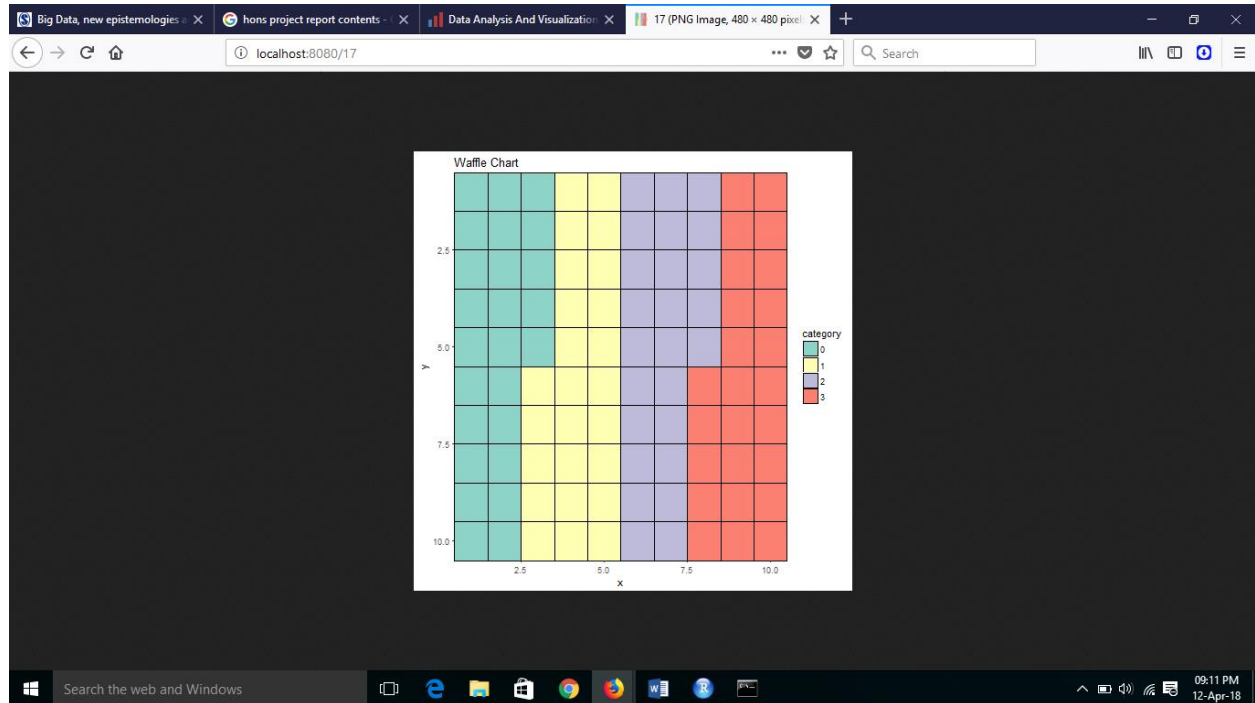 Big Data, new epistemologies a
hons project report contents -
Data Analysis And Visualization
17 (PNG Image, 480 × 480 pixel
localhost:8080/17
Search
Waffle Chart
2.5
5.0
7.5
10.0
y
2.5 5.0 7.5 10.0
x
category
0
1
2
3
Search the web and Windows
09:11 PM
12-Apr-18